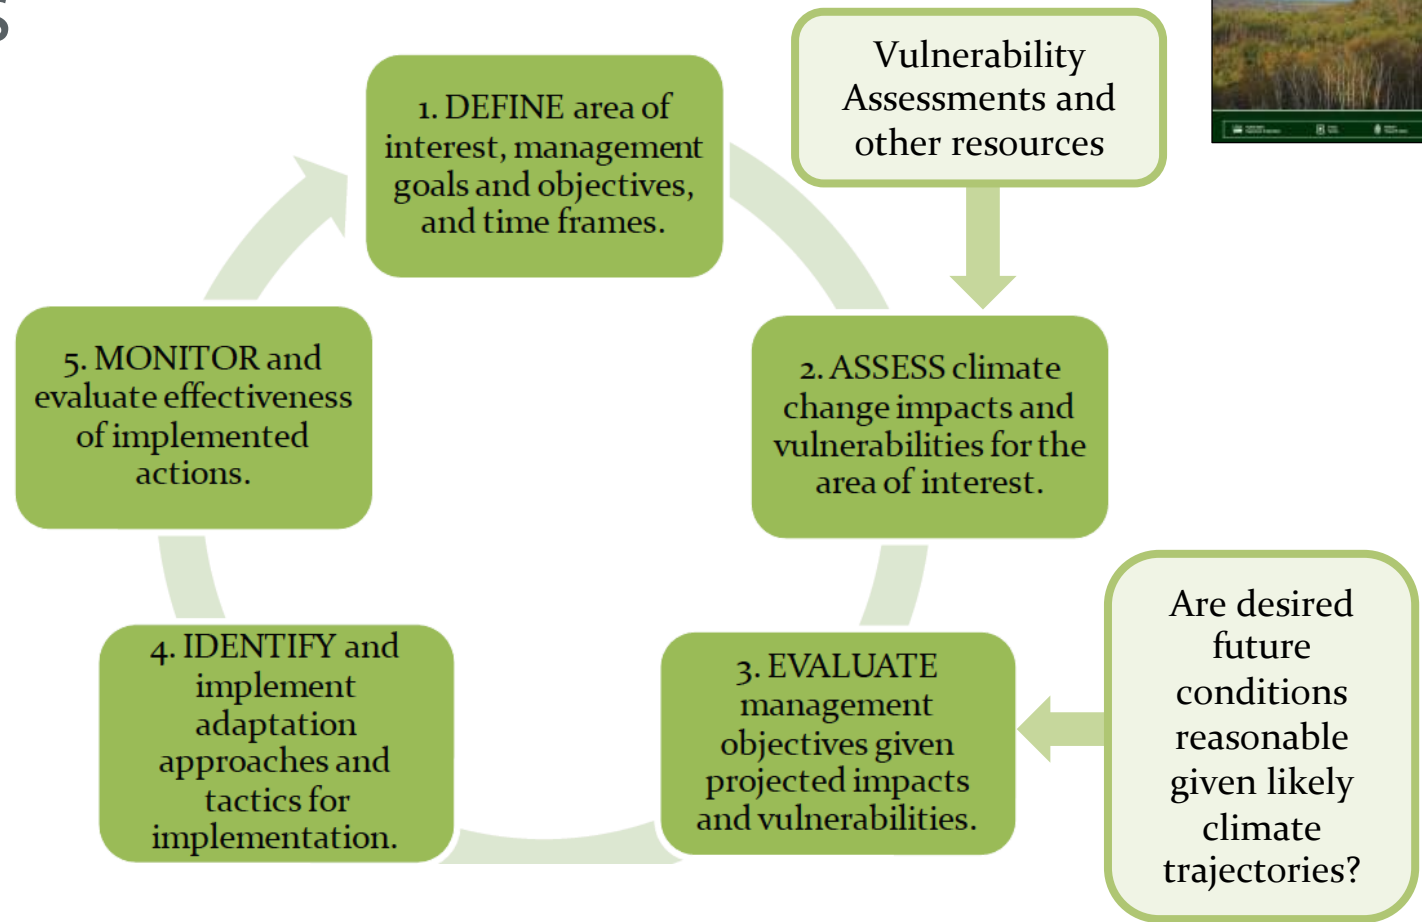 s
Vulnerability
Assessments and
other resources
1. DEFINE area of
interest, management
goals and objectives,
and time frames.
5. MONITOR and
evaluate effectiveness
of implemented
actions.
2. ASSESS climate
change impacts and
vulnerabilities for the
area of interest.
4. IDENTIFY and
implement
adaptation
approaches and
tactics for
implementation.
3. EVALUATE
management
objectives given
projected impacts
and vulnerabilities.
Are desired
future
conditions
reasonable
given likely
climate
trajectories?